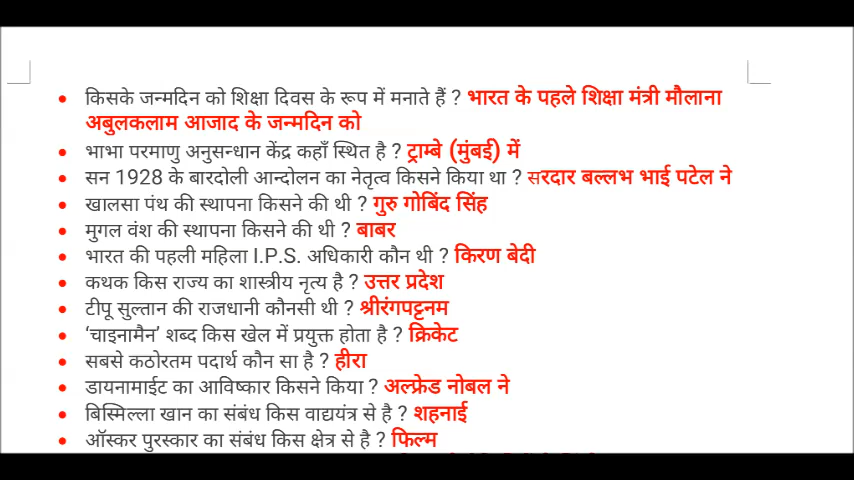 किसके जन्मदिन को शिक्षा दिवस के रूप में मनाते हैं ? भारत के पहले शिक्षा मंत्री मौलाना
अबुलकलाम आजाद के जन्मदिन को
भाभा परमाणु अनुसन्धान केंद्र कहाँ स्थित है ? ट्राम्बे (मुंबई) में
सन 1928 के बारदोली आन्दोलन का नेतृत्व किसने किया था ? सरदार बल्लभ भाई पटेल ने
खालसा पंथ की स्थापना किसने की थी ? गुरु गोबिंद सिंह
मुगल वंश की स्थापना किसने की थी ? बाबर
भारत की पहली महिला I.P.S. अधिकारी कौन थी ? किरण बेदी
कथक किस राज्य का शास्त्रीय नृत्य है ? उत्तर प्रदेश
टीपू सुल्तान की राजधानी कौनसी थी ? श्रीरंगपट्टनम
‘चाइनामैन’ शब्द किस खेल में प्रयुक्त होता है ? क्रिकेट
सबसे कठोरतम पदार्थ कौन सा है ? हीरा
डायनामाईट का आविष्कार किसने किया ? अल्फ्रेड नोबल ने
बिस्मिल्ला खान का संबंध किस वाद्ययंत्र से है ? शहनाई
ऑस्कर पुरस्कार का संबंध किस क्षेत्र से है ? फिल्म